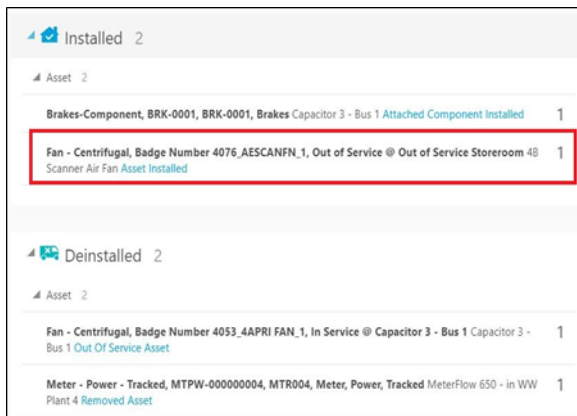 Installed 2
Asset 2
Brakes-Component, BRK-0001, BRK-0001, Brakes Capacitor 3 - Bus 1 Attached Component Installed 1
Fan - Centrifugal, Badge Number 4076_AESCANFN_1, Out of Service @ Out of Service Storeroom 4B 1
Scanner Air Fan Asset Installed
Deinstalled 2
Asset 2
Fan - Centrifugal, Badge Number 4053_4APRI FAN_1, In Service @ Capacitor 3 - Bus 1 Capacitor 3 - 1
Bus 1 Out Of Service Asset
Meter - Power - Tracked, MTPW-000000004, MTR004, Meter, Power, Tracked MeterFlow 650 - in WW 1
Plant 4 Removed Asset